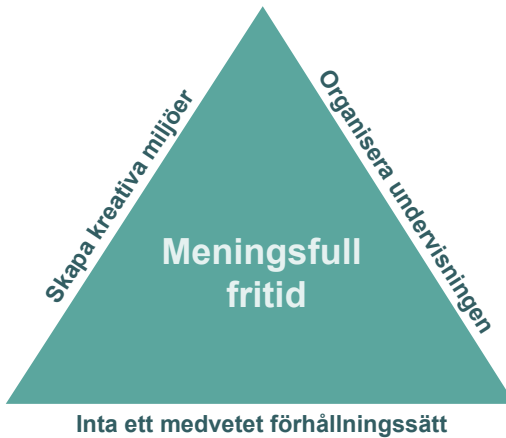 Skapa kreativa miljöer
Organisera undervisningen
Meningsfull
fritid
Inta ett medvetet förhållningssätt